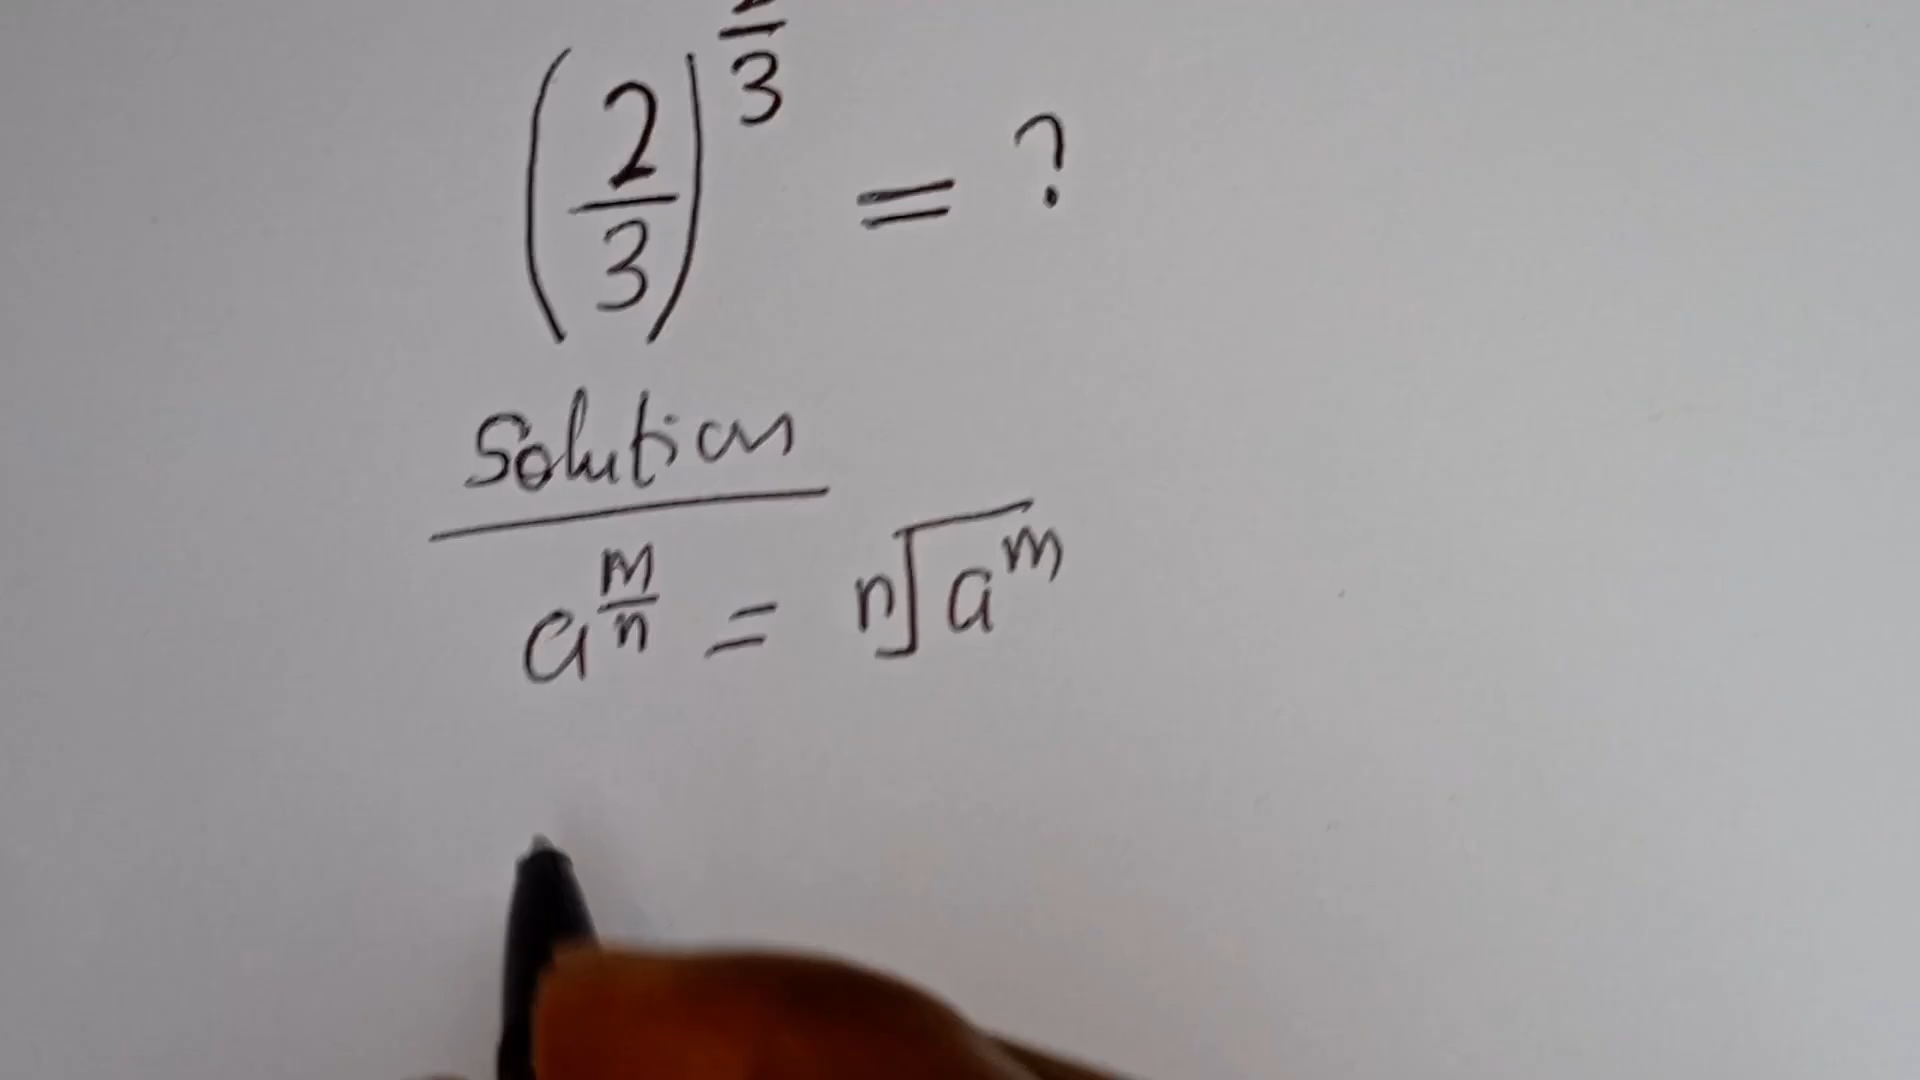 (2/3)^(2/3) = ?
Solution
a^(m/n) = n√a^m